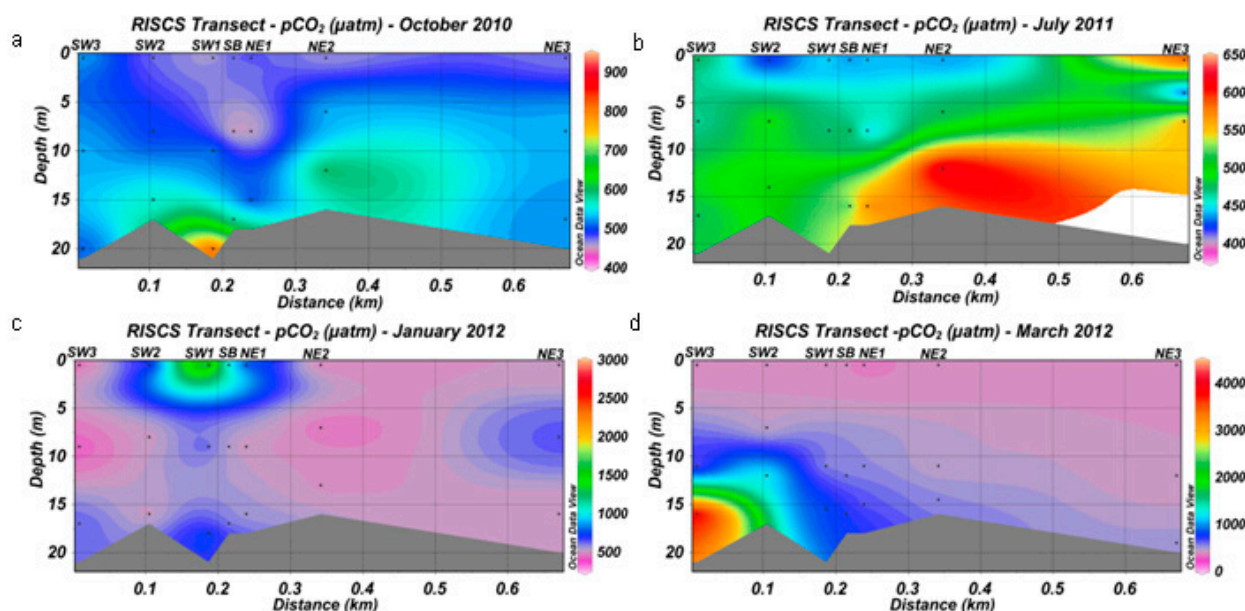 a
RISCS Transect - pCO₂ (µatm) - October 2010
SW3 SW2 SW1 SB NE1 NE2 NE3
0
5
10
15
20
Depth (m)
0.1 0.2 0.3 0.4 0.5 0.6
Distance (km)
900
800
700
600
500
400
Ocean Data View
b
RISCS Transect - pCO₂ (µatm) - July 2011
SW3 SW2 SW1 SB NE1 NE2 NE3
0
5
10
15
20
Depth (m)
0.1 0.2 0.3 0.4 0.5 0.6
Distance (km)
650
600
550
500
450
400
Ocean Data View
c
RISCS Transect - pCO₂ (µatm) - January 2012
SW3 SW2 SW1 SB NE1 NE2 NE3
0
5
10
15
20
Depth (m)
0.1 0.2 0.3 0.4 0.5 0.6
Distance (km)
3000
2500
2000
1500
1000
500
Ocean Data View
d
RISCS Transect -pCO₂ (µatm) - March 2012
SW3 SW2 SW1 SB NE1 NE2 NE3
0
5
10
15
20
Depth (m)
0.1 0.2 0.3 0.4 0.5 0.6
Distance (km)
4000
3000
2000
1000
0
Ocean Data View